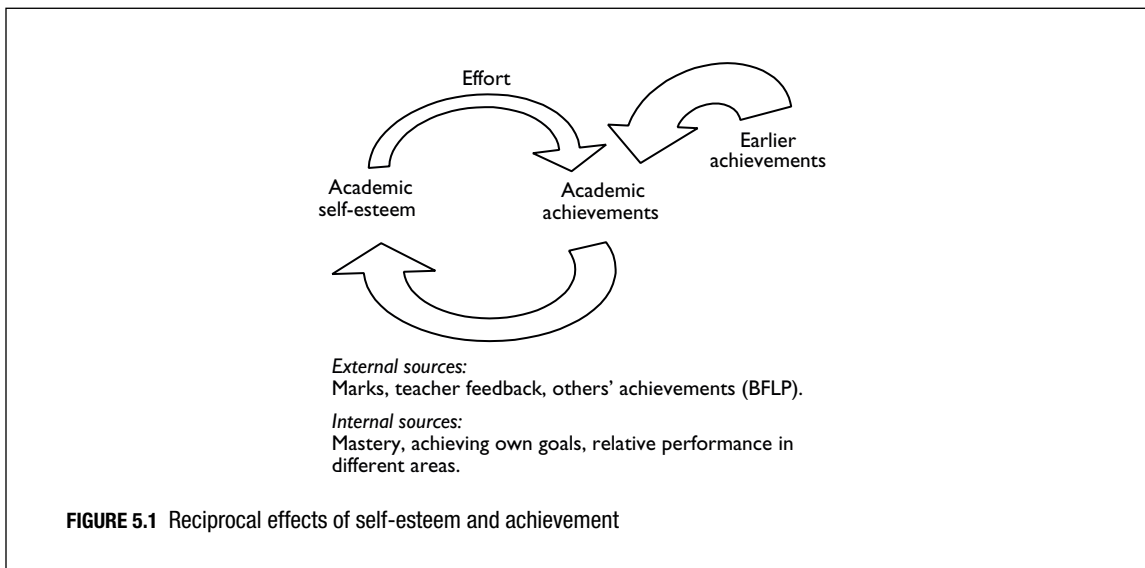 Effort
Earlier
achievements
Academic
self-esteem
Academic
achievements
External sources:
Marks, teacher feedback, others’ achievements (BFLP).
Internal sources:
Mastery, achieving own goals, relative performance in
different areas.
FIGURE 5.1 Reciprocal effects of self-esteem and achievement